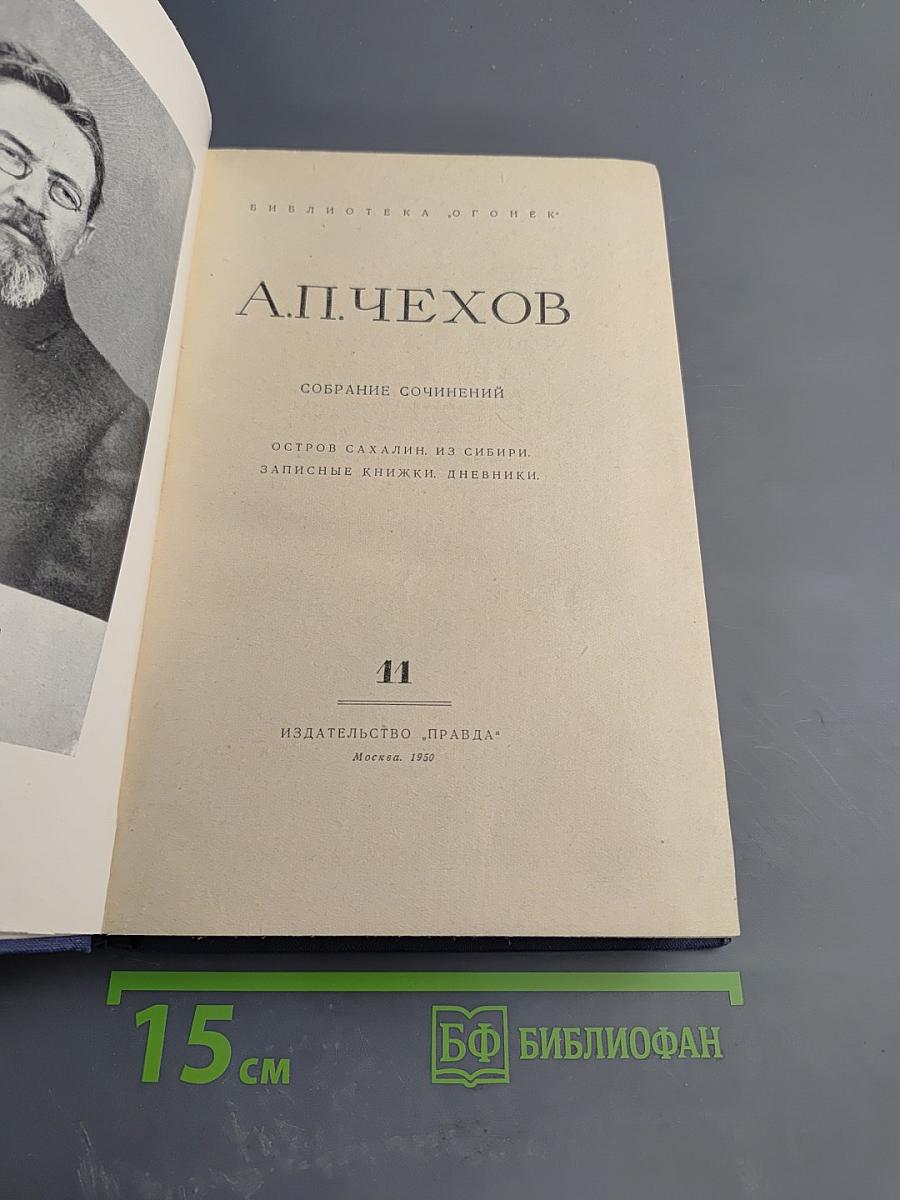 БИБЛИОТЕКА „ОГОНЁК“
А.П.ЧЕХОВ
СОБРАНИЕ СОЧИНЕНИЙ
ОСТРОВ САХАЛИН. ИЗ СИБИРИ.
ЗАПИСНЫЕ КНИЖКИ. ДНЕВНИКИ.
11
ИЗДАТЕЛЬСТВО „ПРАВДА“
Москва. 1950
15 см
БФ БИБЛИОФАН